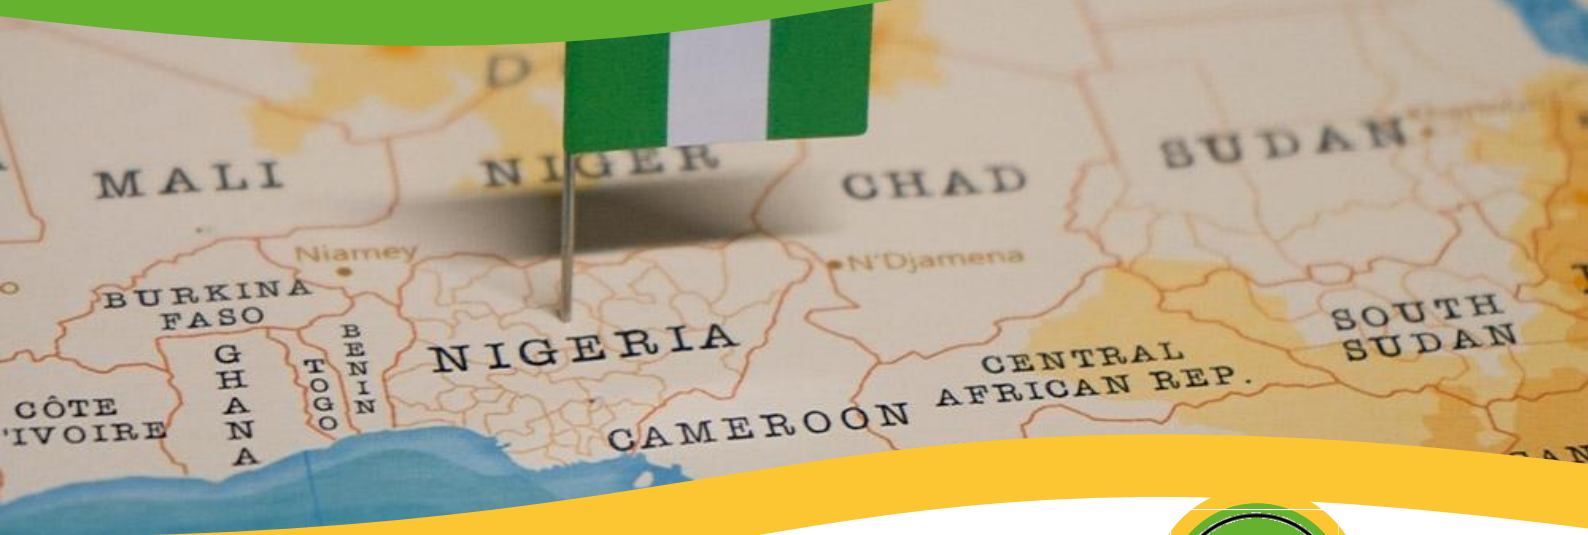 D
MALI
NIGER
CHAD
SUDAN
Niamey
N'Djamena
BURKINA
FASO
BENIN
TOGO
GHANA
NIGERIA
SOUTH
SUDAN
CENTRAL
AFRICAN REP.
CÔTE
'IVOIRE
CAMEROON